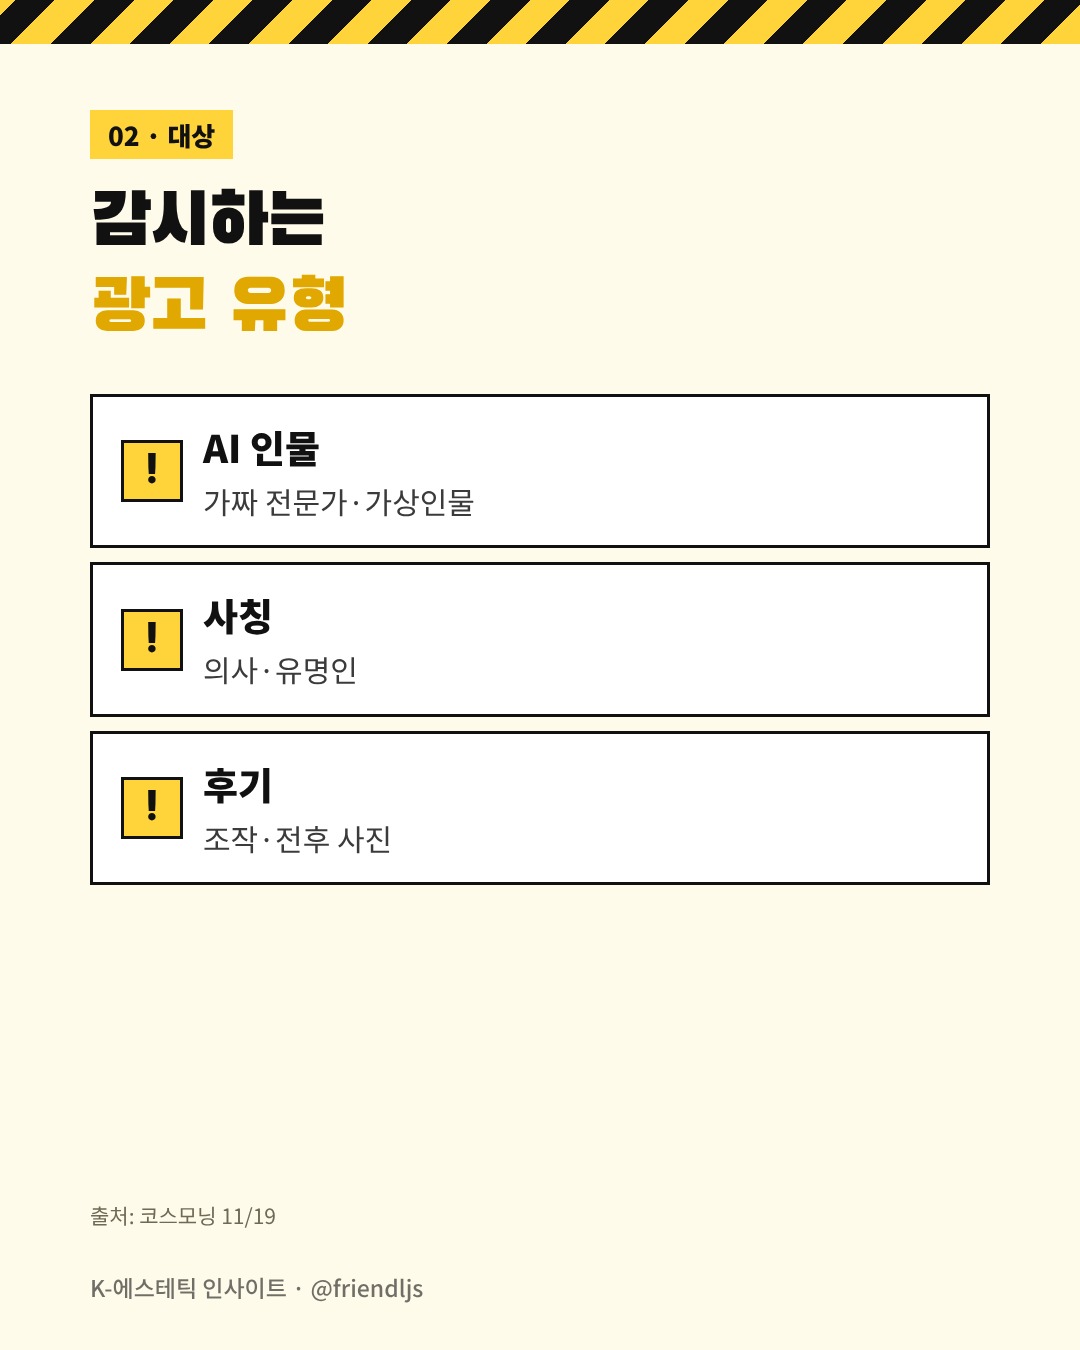 02 · 대상
감시하는
광고 유형
!
AI 인물
가짜 전문가·가상인물
!
사칭
의사·유명인
!
후기
조작·전후 사진
출처: 코스모닝 11/19
K-에스테틱 인사이트 · @friendljs